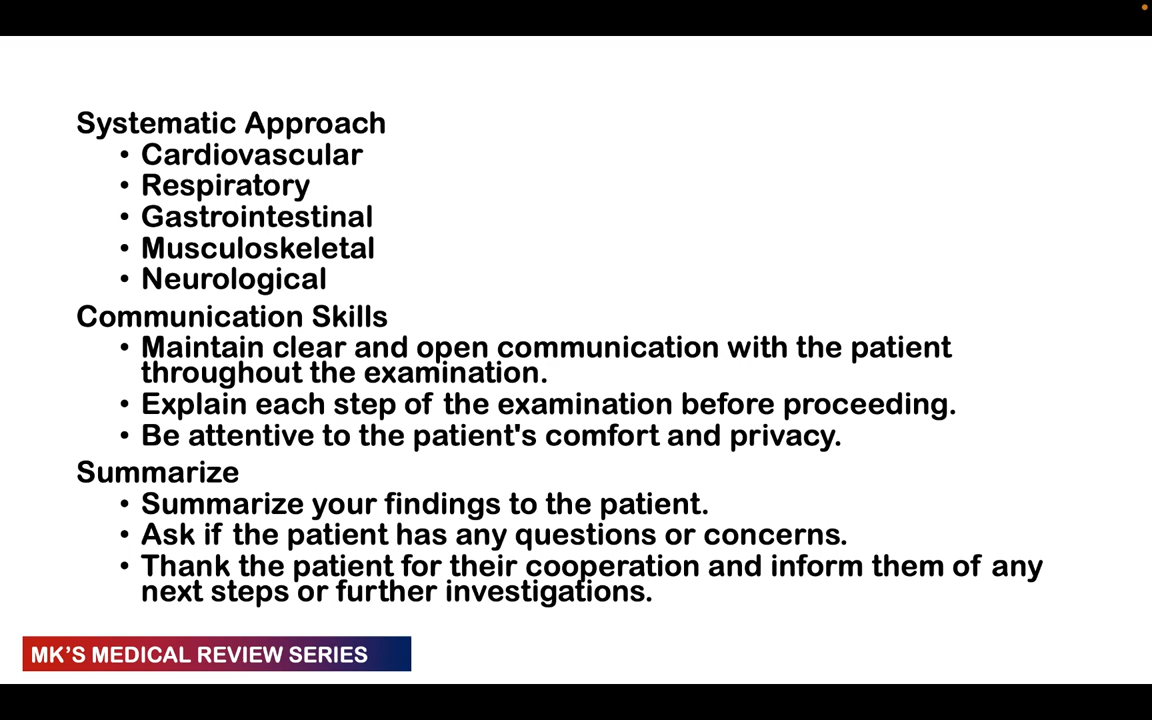 Systematic Approach
• Cardiovascular
• Respiratory
• Gastrointestinal
• Musculoskeletal
• Neurological
Communication Skills
• Maintain clear and open communication with the patient
throughout the examination.
• Explain each step of the examination before proceeding.
• Be attentive to the patient's comfort and privacy.
Summarize
• Summarize your findings to the patient.
• Ask if the patient has any questions or concerns.
• Thank the patient for their cooperation and inform them of any
next steps or further investigations.
MK’S MEDICAL REVIEW SERIES